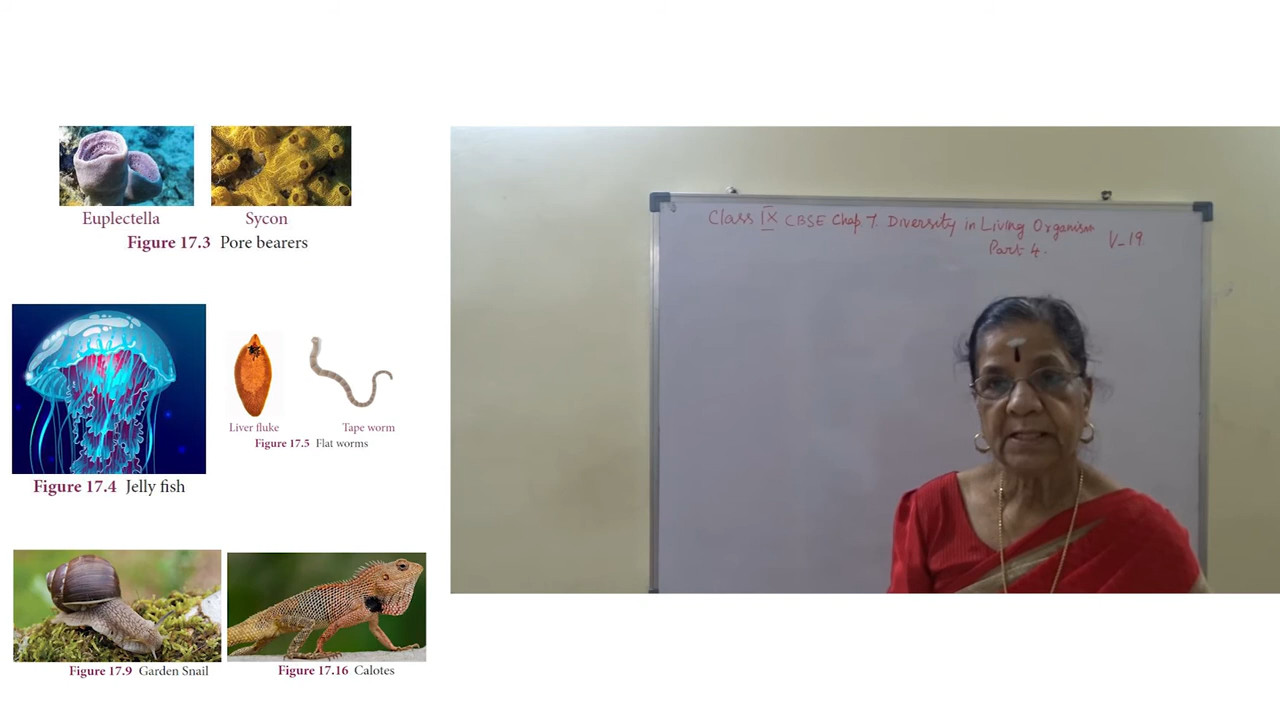 Euplectella Sycon
Figure 17.3 Pore bearers
Liver fluke Tape worm
Figure 17.5 Flat worms
Figure 17.4 Jelly fish
Figure 17.9 Garden Snail
Figure 17.16 Calotes
Class IX CBSE Chap 7. Diversity in Living Organism
Part 4.
V-19